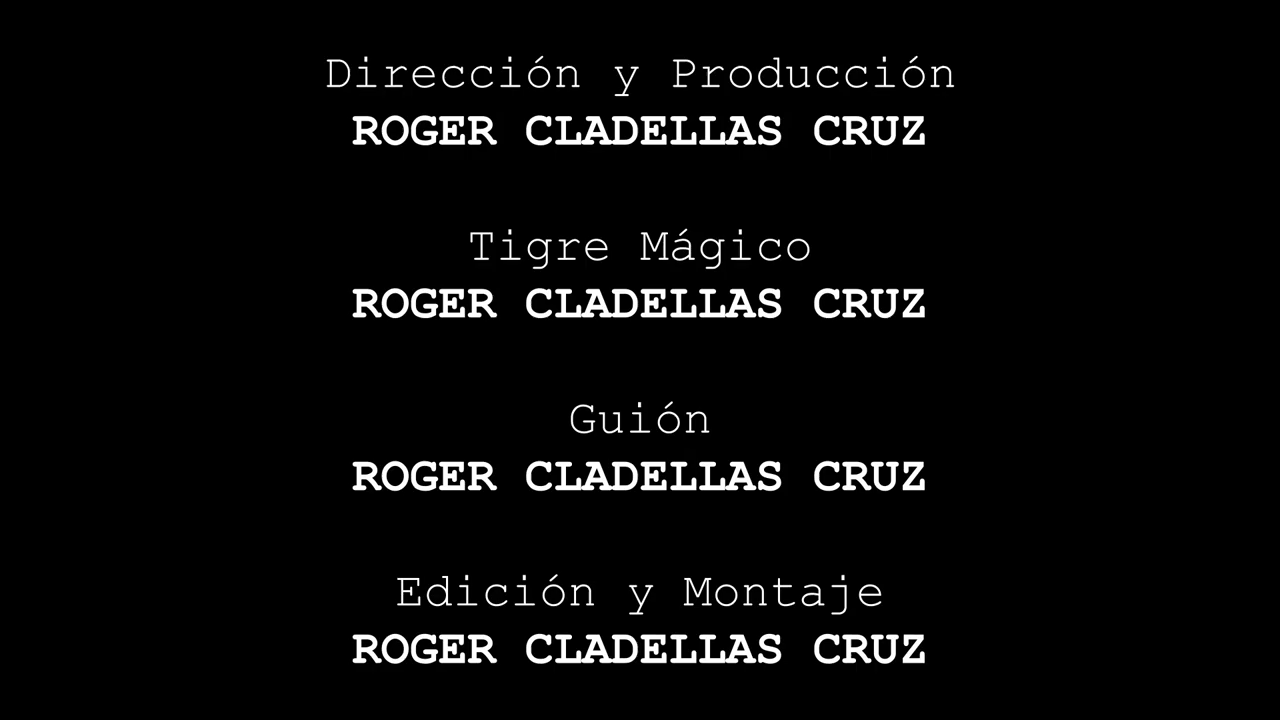 Dirección y Producción
ROGER CLADELLAS CRUZ
Tigre Mágico
ROGER CLADELLAS CRUZ
Guión
ROGER CLADELLAS CRUZ
Edición y Montaje
ROGER CLADELLAS CRUZ